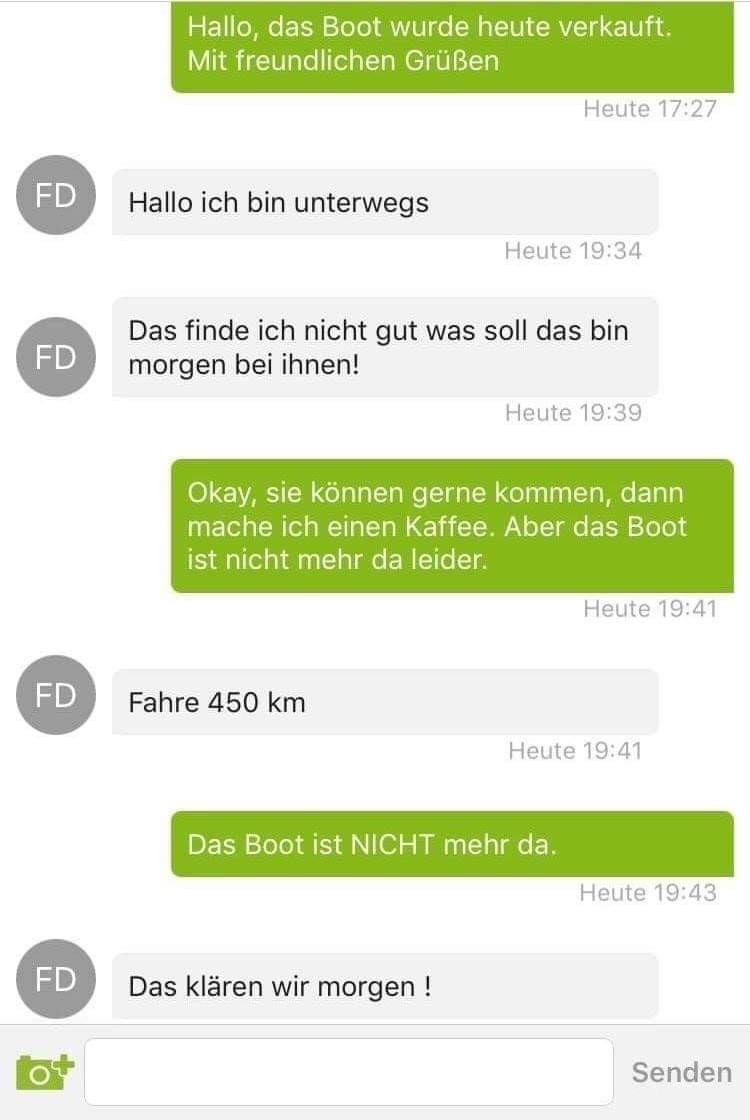 Hallo, das Boot wurde heute verkauft.
Mit freundlichen Grüßen
Heute 17:27
FD
Hallo ich bin unterwegs
Heute 19:34
FD
Das finde ich nicht gut was soll das bin
morgen bei ihnen!
Heute 19:39
Okay, sie können gerne kommen, dann
mache ich einen Kaffee. Aber das Boot
ist nicht mehr da leider.
Heute 19:41
FD
Fahre 450 km
Heute 19:41
Das Boot ist NICHT mehr da.
Heute 19:43
FD
Das klären wir morgen !
Senden